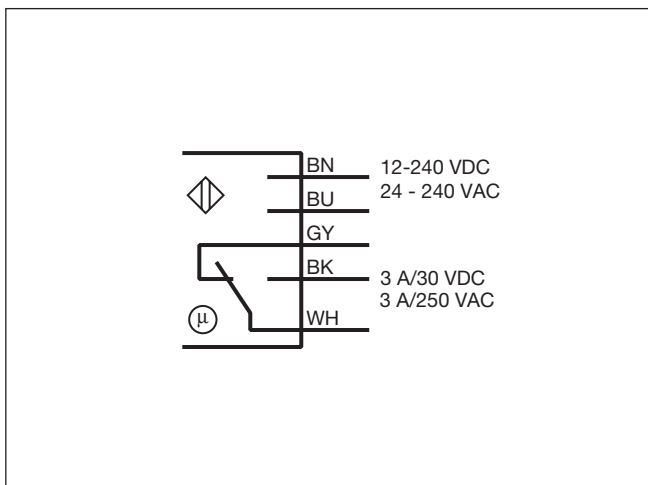 BN
12-240 VDC
BU
24 - 240 VAC
GY
BK
3 A/30 VDC
3 A/250 VAC
μ
WH